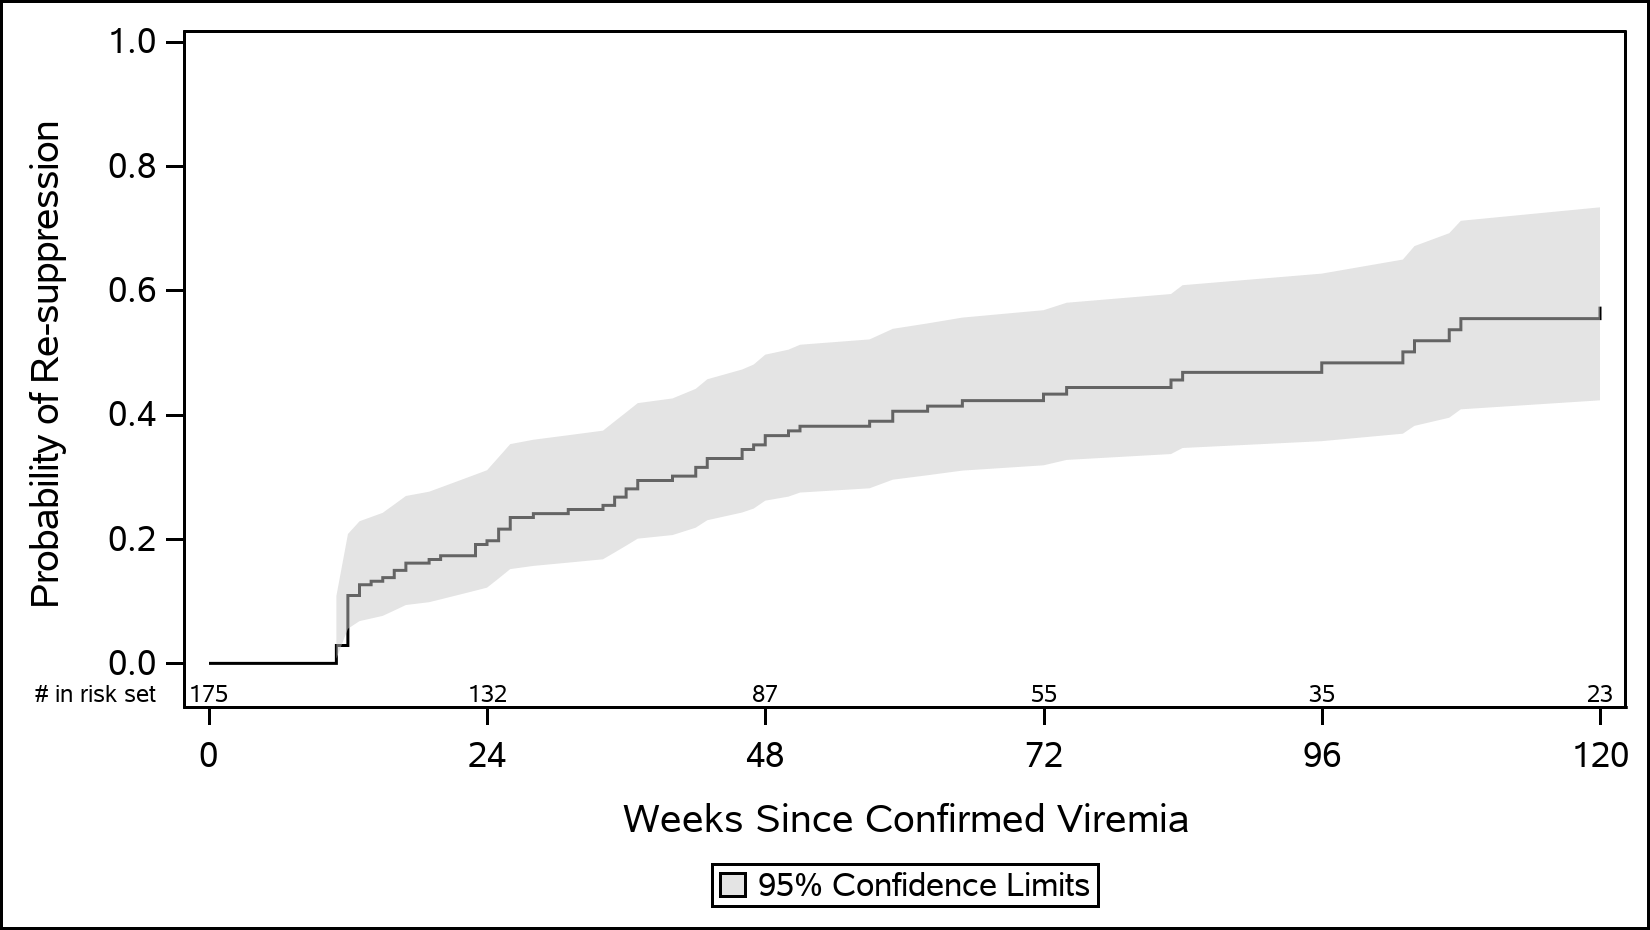 1.0
0.8
0.6
0.4
0.2
0.0
Probability of Re-suppression
# in risk set 175 132 87 55 35 23
0 24 48 72 96 120
Weeks Since Confirmed Viremia
95% Confidence Limits